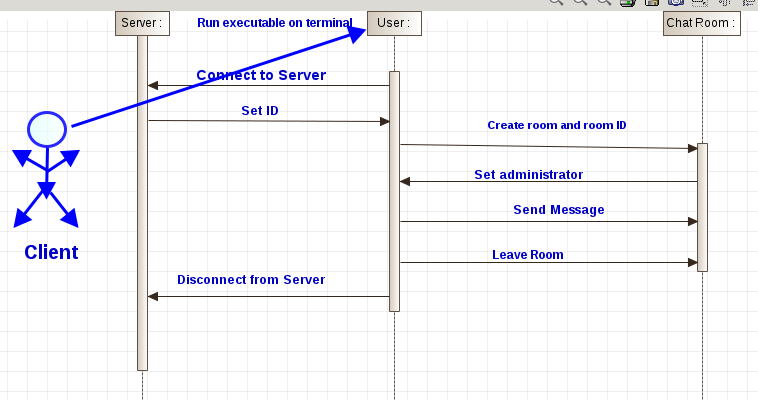 Server :
Run executable on terminal
User :
Chat Room :
Connect to Server
Set ID
Create room and room ID
Set administrator
Send Message
Leave Room
Client
Disconnect from Server